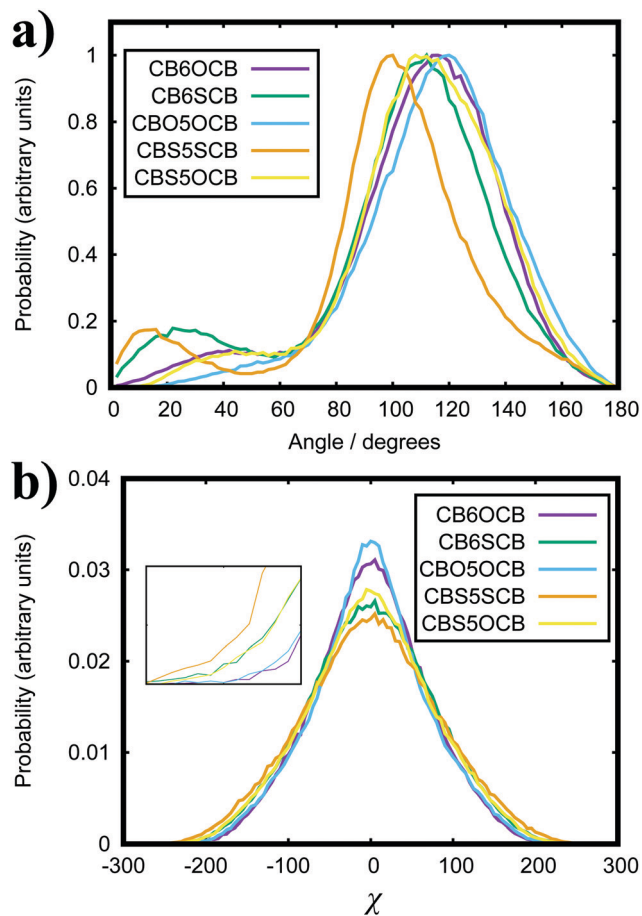 a)
Probability (arbitrary units)
1
0.8
0.6
0.4
0.2
0
CB6OCB
CB6SCB
CBO5OCB
CBS5SCB
CBS5OCB
0 20 40 60 80 100 120 140 160 180
Angle / degrees
b)
Probability (arbitrary units)
0.04
0.03
0.02
0.01
0
CB6OCB
CB6SCB
CBO5OCB
CBS5SCB
CBS5OCB
-300 -200 -100 0 100 200 300
χ